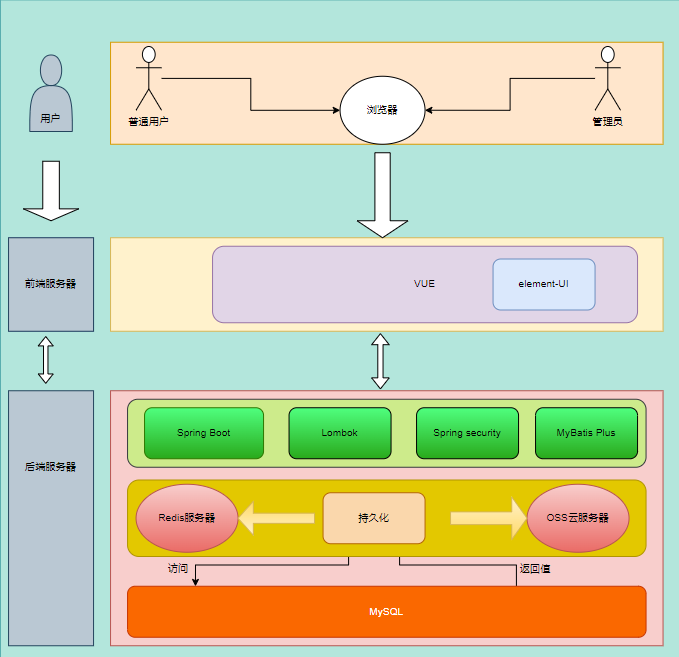 用户
普通用户
浏览器
管理员
前端服务器
VUE
element-UI
后端服务器
Spring Boot
Lombok
Spring security
MyBatis Plus
Redis服务器
持久化
OSS云服务器
访问
返回值
MySQL